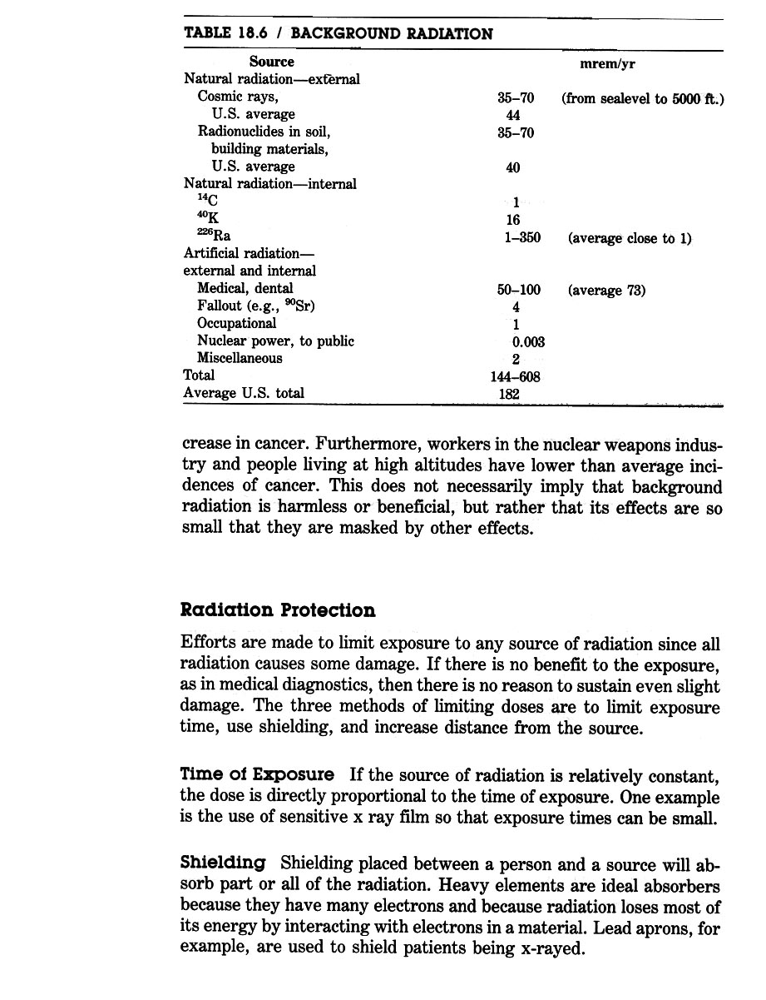 TABLE 18.6 / BACKGROUND RADIATION
Source mrem/yr
Natural radiation—external
Cosmic rays, 35–70 (from sealevel to 5000 ft.)
U.S. average 44
Radionuclides in soil, 35–70
building materials,
U.S. average 40
Natural radiation—internal
¹⁴C 1
⁴⁰K 16
²²⁶Ra 1–350 (average close to 1)
Artificial radiation—
external and internal
Medical, dental 50–100 (average 73)
Fallout (e.g., ⁹⁰Sr) 4
Occupational 1
Nuclear power, to public 0.003
Miscellaneous 2
Total 144–608
Average U.S. total 182
crease in cancer. Furthermore, workers in the nuclear weapons indus-
try and people living at high altitudes have lower than average inci-
dences of cancer. This does not necessarily imply that background
radiation is harmless or beneficial, but rather that its effects are so
small that they are masked by other effects.
Radiation Protection
Efforts are made to limit exposure to any source of radiation since all
radiation causes some damage. If there is no benefit to the exposure,
as in medical diagnostics, then there is no reason to sustain even slight
damage. The three methods of limiting doses are to limit exposure
time, use shielding, and increase distance from the source.
Time of Exposure If the source of radiation is relatively constant,
the dose is directly proportional to the time of exposure. One example
is the use of sensitive x ray film so that exposure times can be small.
Shielding Shielding placed between a person and a source will ab-
sorb part or all of the radiation. Heavy elements are ideal absorbers
because they have many electrons and because radiation loses most of
its energy by interacting with electrons in a material. Lead aprons, for
example, are used to shield patients being x-rayed.